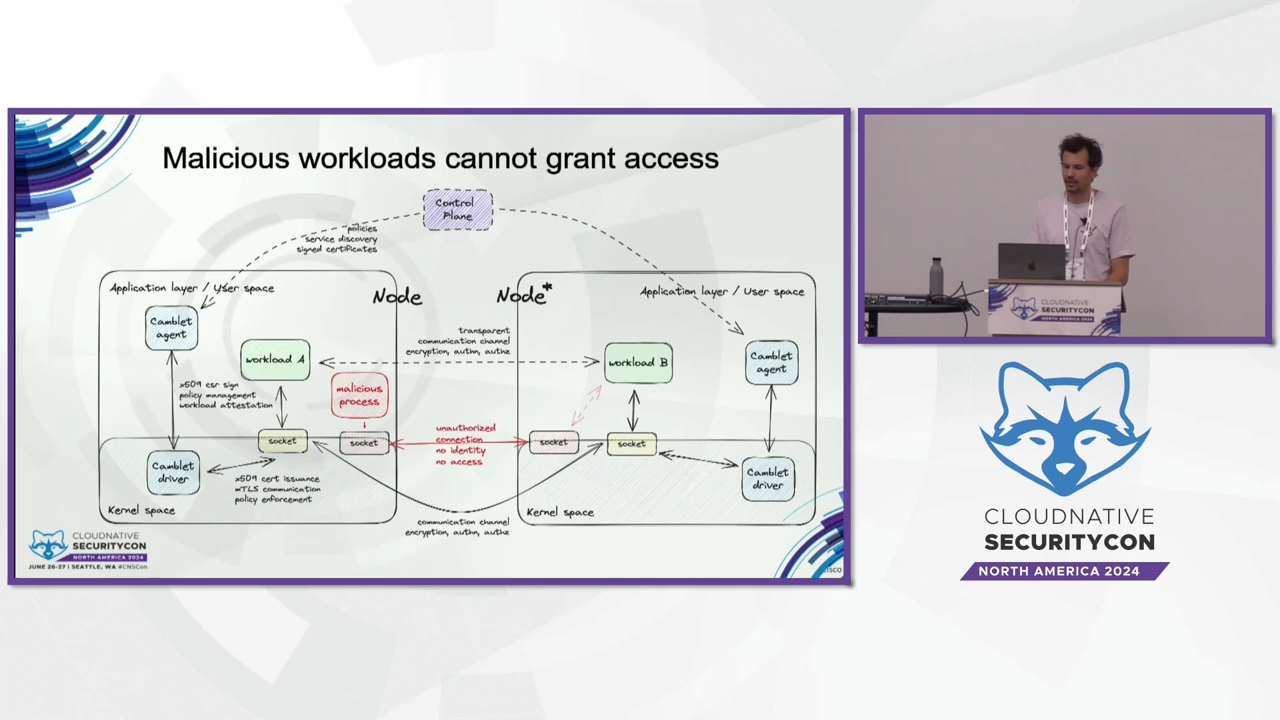 Malicious workloads cannot grant access
Control
Plane
policies
service discovery
signed certificates
Application layer / User space
Node
Node*
Application layer / User space
Camblet
agent
workload A
transparent
communication channel
encryption, authn, authz
workload B
Camblet
agent
x509 csr sign
policy management
workload attestation
malicious
process
socket
socket
unauthorized
connection
no identity
no access
socket
socket
Camblet
driver
x509 cert issuance
mTLS communication
policy enforcement
Camblet
driver
Kernel space
Kernel space
communication channel
encryption, authn, authz
CLOUDNATIVE
SECURITYCON
NORTH AMERICA 2024
JUNE 26-27 | SEATTLE, WA #CNSCon
CLOUDNATIVE
SECURITYCON
NORTH AMERICA 2024
CLOUDNATIVE
SECURITYCON
NORTH AMERICA 2024